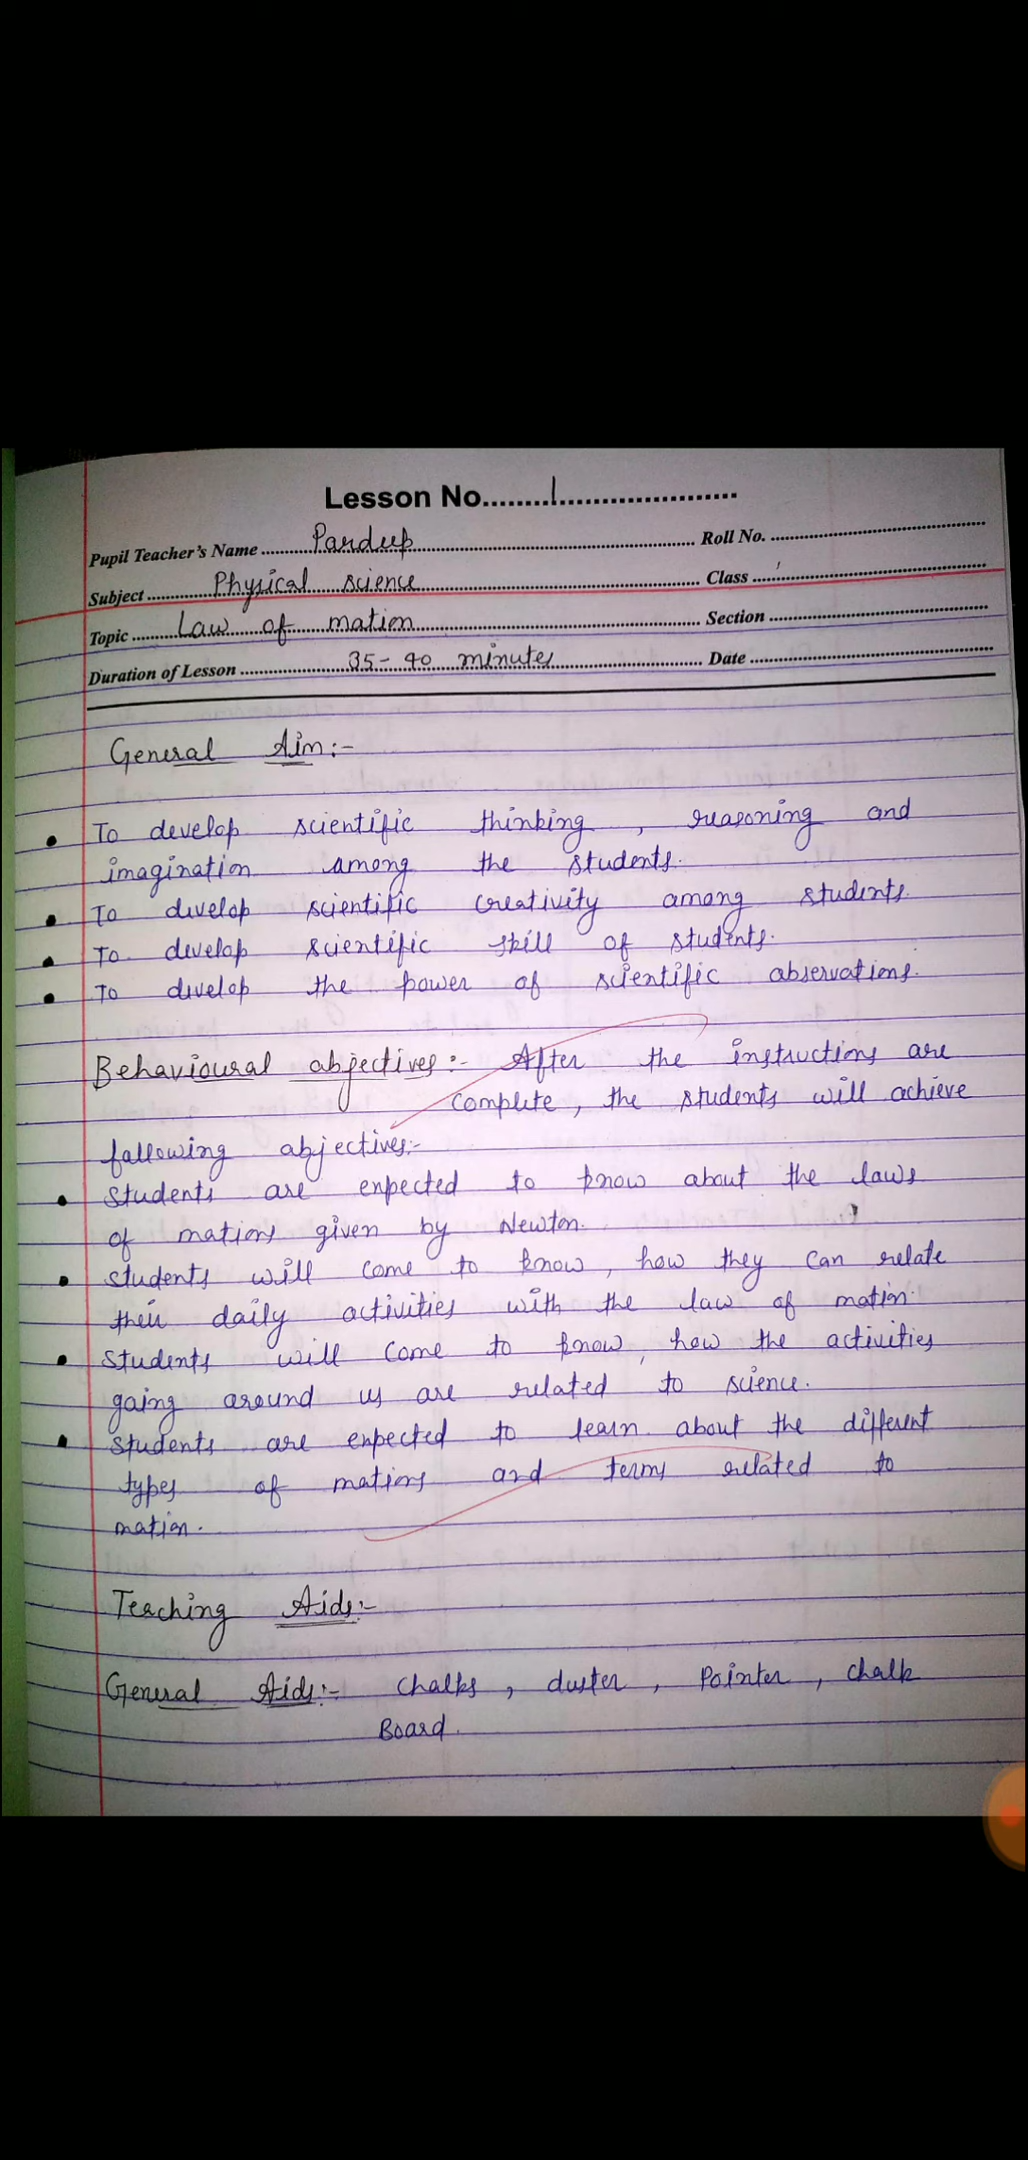 Lesson No........1......................
Pupil Teacher's Name ........Pardeep........ Roll No. ........
Subject ........Physical science........ Class ........
Topic ........Law of motion........ Section ........
Duration of Lesson ........35-40 minutes........ Date ........
General Aim:-
• To develop scientific thinking, reasoning and
imagination among the students.
• To develop scientific creativity among students.
• To develop scientific skill of students.
• To develop the power of scientific observations.
Behavioural objectives:- After the instructions are
complete, the students will achieve
following objectives:-
• Students are expected to know about the laws
of motions given by Newton.
• Students will come to know, how they can relate
their daily activities with the law of motion.
• Students will come to know, how the activities
going around us are related to science.
• Students are expected to learn about the different
types of motions and terms related to
motion.
Teaching Aids:-
General Aids:- Chalks, duster, Pointer, Chalk
Board.